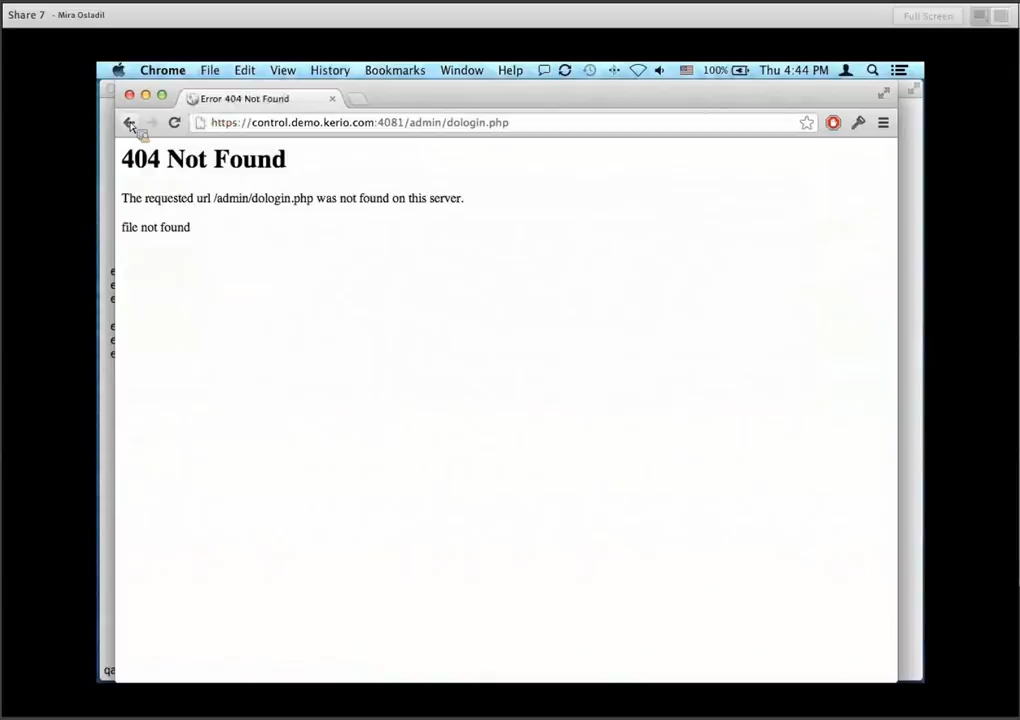 Share 7 - Mira Osladil
Full Screen
Chrome File Edit View History Bookmarks Window Help 100% Thu 4:44 PM
Error 404 Not Found
https://control.demo.kerio.com:4081/admin/dologin.php
404 Not Found
The requested url /admin/dologin.php was not found on this server.
file not found